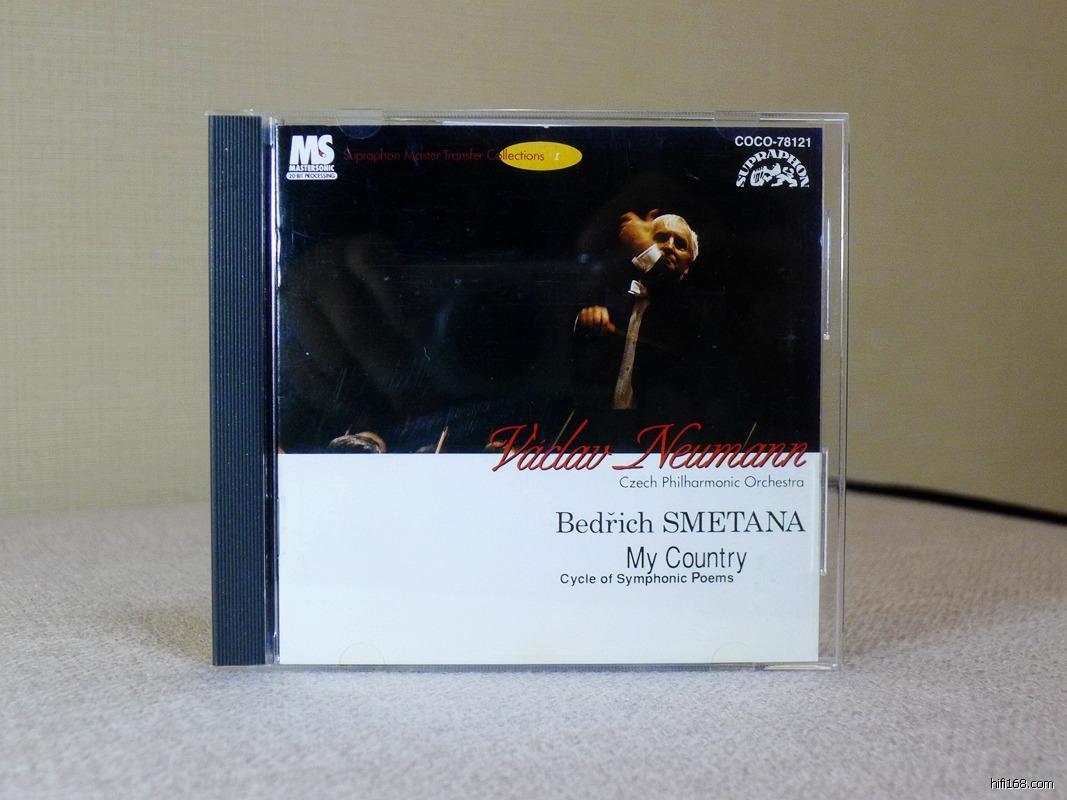 MS
MASTERSONIC
20 BIT PROCESSING
Supraphon Master Transfer Collections I
COCO-78121
SUPRAPHON
Václav Neumann
Czech Philharmonic Orchestra
Bedřich SMETANA
My Country
Cycle of Symphonic Poems
hifi168.com